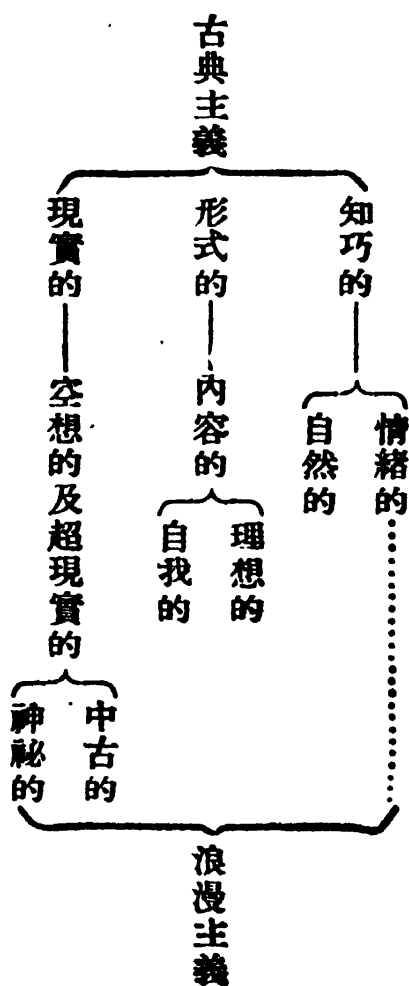 古典主義
知巧的
情緒的
自然的
形式的
內容的
理想的
自我的
現實的
空想的及超現實的
中古的
神祕的
浪漫主義